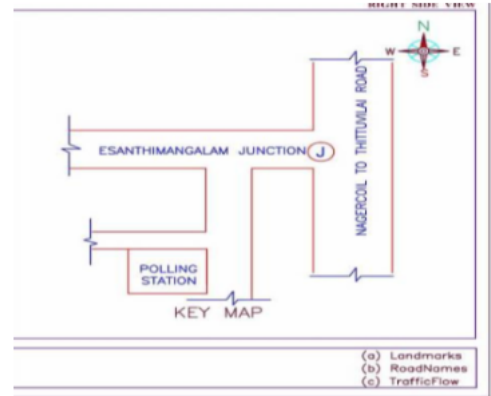 RIGHT SIDE VIEW
N
W E
S
NAGERCOIL TO THITTUVILAI ROAD
ESANTHIMANGALAM JUNCTION J
POLLING
STATION
KEY MAP
(a) Landmarks
(b) RoadNames
(c) TrafficFlow